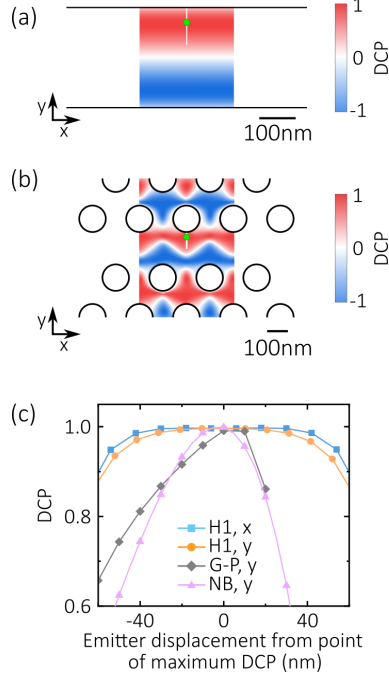 (a)
1
0
-1
DCP
y
x
100nm
(b)
1
0
-1
DCP
y
x
100nm
(c)
1.0
0.8
0.6
DCP
H1, x
H1, y
G-P, y
NB, y
-40
0
40
Emitter displacement from point
of maximum DCP (nm)